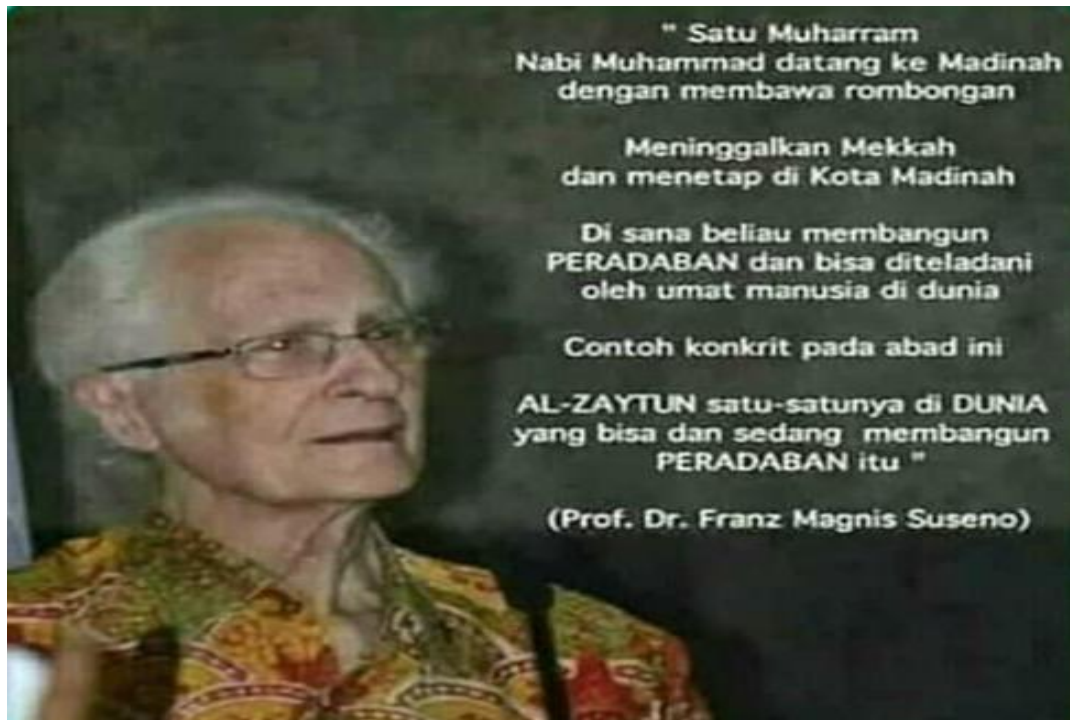 " Satu Muharram
Nabi Muhammad datang ke Madinah
dengan membawa rombongan
Meninggalkan Mekkah
dan menetap di Kota Madinah
Di sana beliau membangun
PERADABAN dan bisa diteladani
oleh umat manusia di dunia
Contoh konkrit pada abad ini
AL-ZAYTUN satu-satunya di DUNIA
yang bisa dan sedang membangun
PERADABAN itu "
(Prof. Dr. Franz Magnis Suseno)